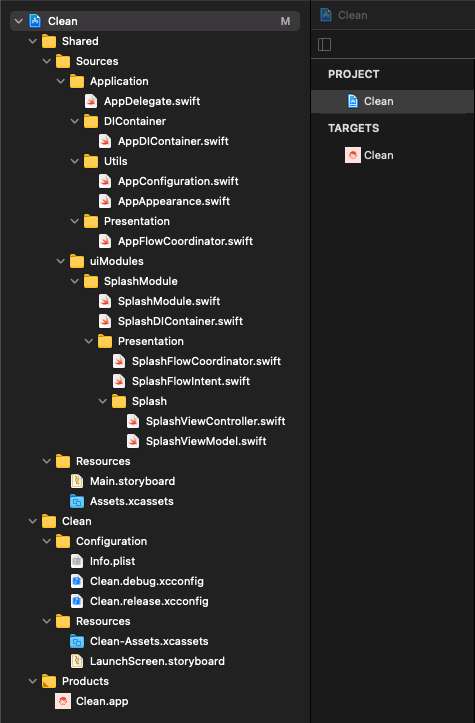 Clean M
Shared
Sources
Application
AppDelegate.swift
DIContainer
AppDIContainer.swift
Utils
AppConfiguration.swift
AppAppearance.swift
Presentation
AppFlowCoordinator.swift
uiModules
SplashModule
SplashModule.swift
SplashDIContainer.swift
Presentation
SplashFlowCoordinator.swift
SplashFlowIntent.swift
Splash
SplashViewController.swift
SplashViewModel.swift
Resources
Main.storyboard
Assets.xcassets
Clean
Configuration
Info.plist
Clean.debug.xcconfig
Clean.release.xcconfig
Resources
Clean-Assets.xcassets
LaunchScreen.storyboard
Products
Clean.app
Clean
PROJECT
Clean
TARGETS
Clean